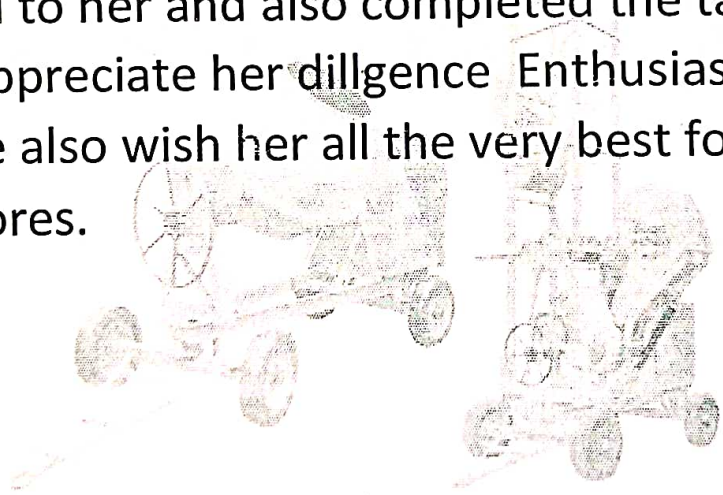 to her and also completed the
appreciate her dillgence Enthusias
also wish her all the very best fo
ores.